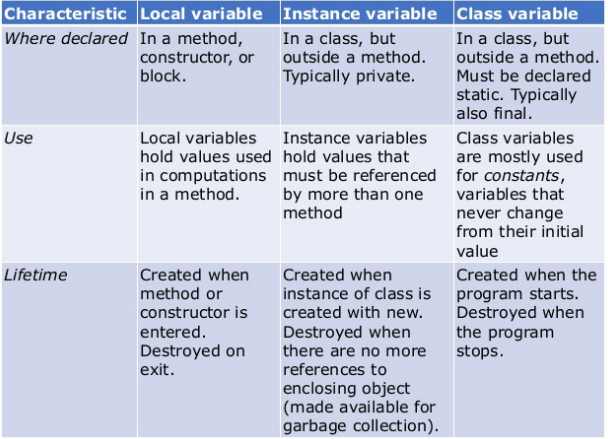 Characteristic
Local variable
Instance variable
Class variable
Where declared
In a method,
constructor, or
block.
In a class, but
outside a method.
Typically private.
In a class, but
outside a method.
Must be declared
static. Typically
also final.
Use
Local variables
hold values used
in computations
in a method.
Instance variables
hold values that
must be referenced
by more than one
method
Class variables
are mostly used
for constants,
variables that
never change
from their initial
value
Lifetime
Created when
method or
constructor is
entered.
Destroyed on
exit.
Created when
instance of class is
created with new.
Destroyed when
there are no more
references to
enclosing object
(made available for
garbage collection).
Created when the
program starts.
Destroyed when
the program
stops.